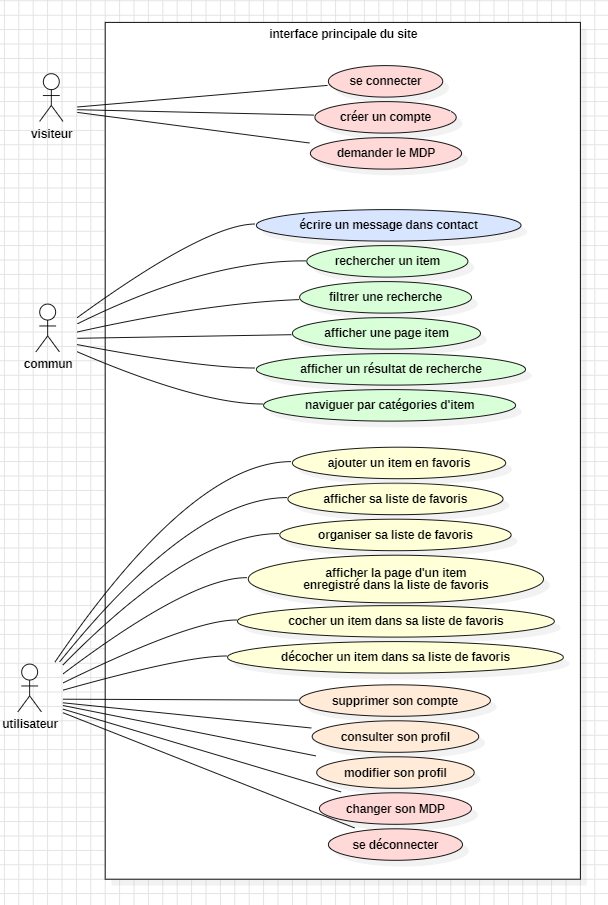 interface principale du site
se connecter
créer un compte
visiteur
demander le MDP
écrire un message dans contact
rechercher un item
filtrer une recherche
afficher une page item
commun
afficher un résultat de recherche
naviguer par catégories d'item
ajouter un item en favoris
afficher sa liste de favoris
organiser sa liste de favoris
afficher la page d'un item
enregistré dans la liste de favoris
cocher un item dans sa liste de favoris
décocher un item dans sa liste de favoris
supprimer son compte
utilisateur
consulter son profil
modifier son profil
changer son MDP
se déconnecter